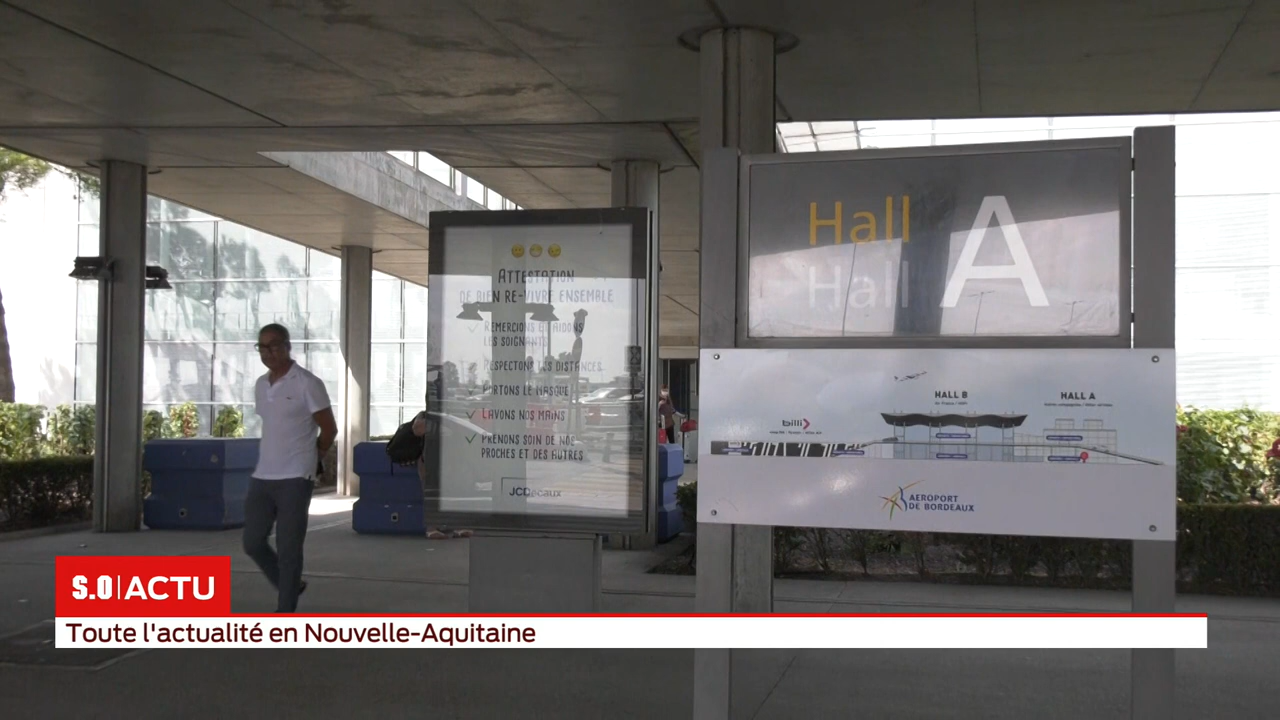 Hall
Hall
A
ATTESTATION
DE BIEN RE-VIVRE ENSEMBLE
REMERCIONS ET AIDONS
LES SOIGNANTS
RESPECTONS LES DISTANCES
PORTONS LE MASQUE
LAVONS NOS MAINS
PRENONS SOIN DE NOS
PROCHES ET DES AUTRES
JCDecaux
HALL B
HALL A
billi
AEROPORT
DE BORDEAUX
S.O ACTU
Toute l'actualité en Nouvelle-Aquitaine